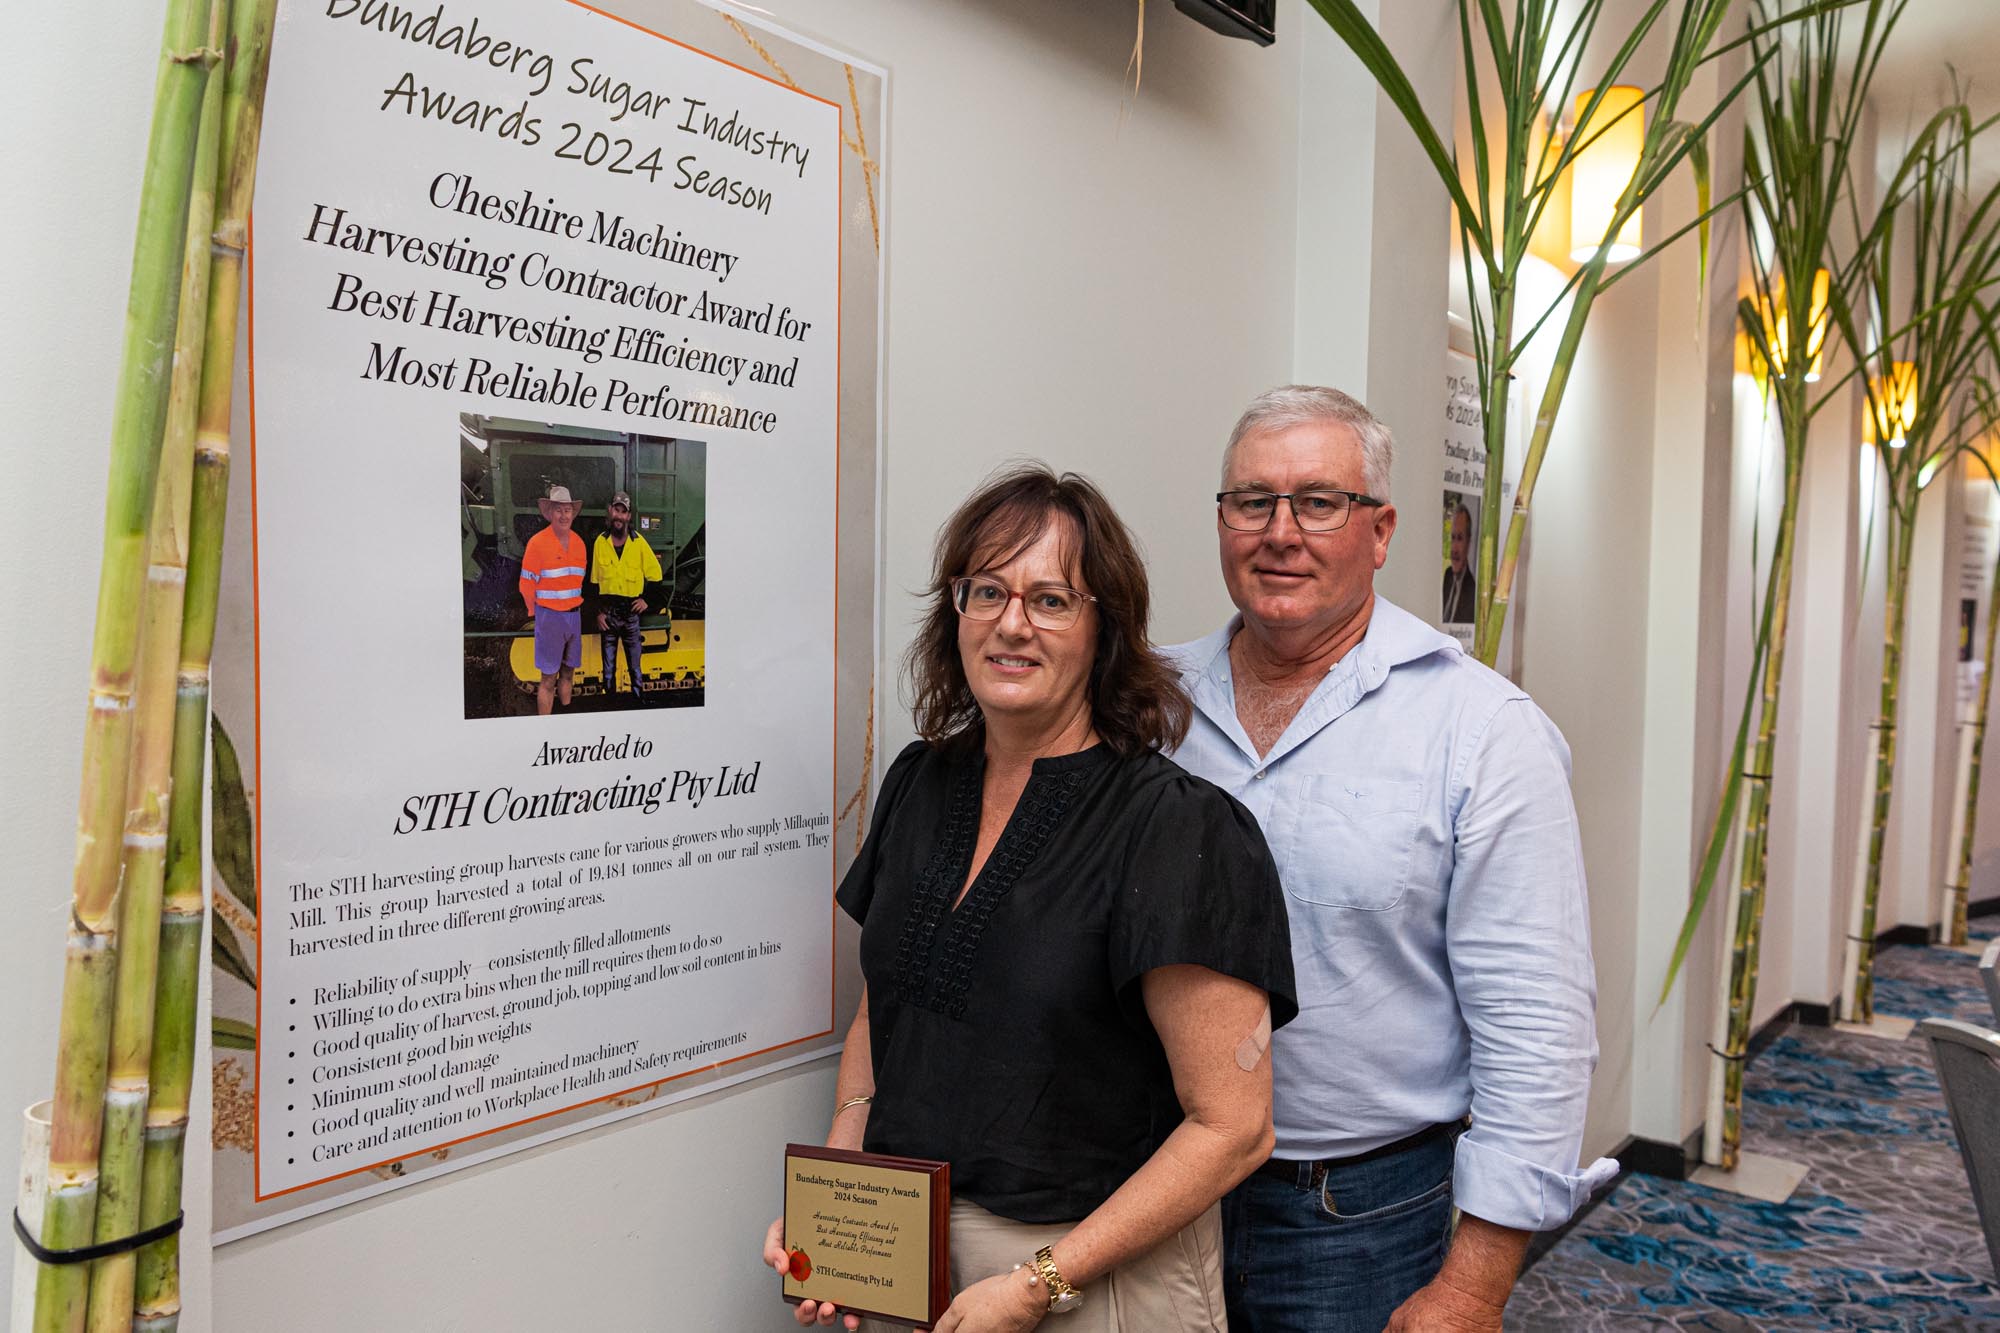 Bundaberg Sugar Industry
Awards 2024 Season
Cheshire Machinery
Harvesting Contractor Award for
Best Harvesting Efficiency and
Most Reliable Performance
Awarded to
STH Contracting Pty Ltd
The STH harvesting group harvests cane for various growers who supply Millaquin
Mill. This group harvested a total of 19,484 tonnes all on our rail system. They
harvested in three different growing areas.
• Reliability of supply—consistently filled allotments
• Willing to do extra bins when the mill requires them to do so
• Good quality of harvest, ground job, topping and low soil content in bins
• Consistent good bin weights
• Minimum stool damage
• Good quality and well maintained machinery
• Care and attention to Workplace Health and Safety requirements
Bundaberg Sugar Industry Awards
2024 Season
Harvesting Contractor Award for
Best Harvesting Efficiency and
Most Reliable Performance
STH Contracting Pty Ltd
2024
Awarded to